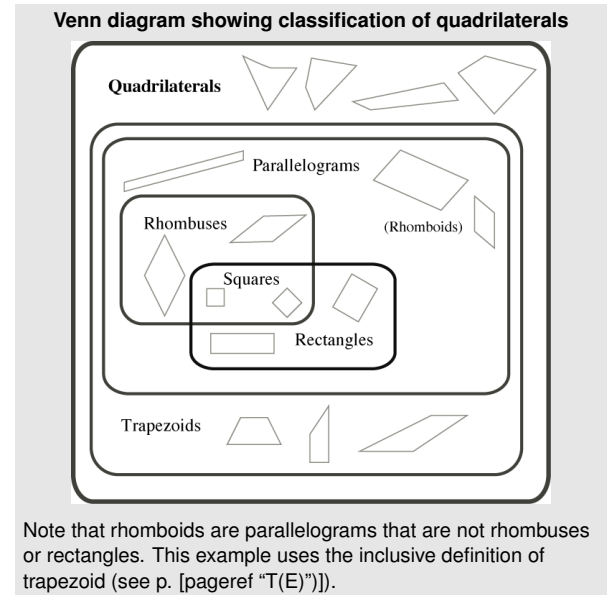 Venn diagram showing classification of quadrilaterals
Quadrilaterals
Parallelograms
(Rhomboids)
Rhombuses
Squares
Rectangles
Trapezoids
Note that rhomboids are parallelograms that are not rhombuses
or rectangles. This example uses the inclusive definition of
trapezoid (see p. [pageref “T(E)”)]).